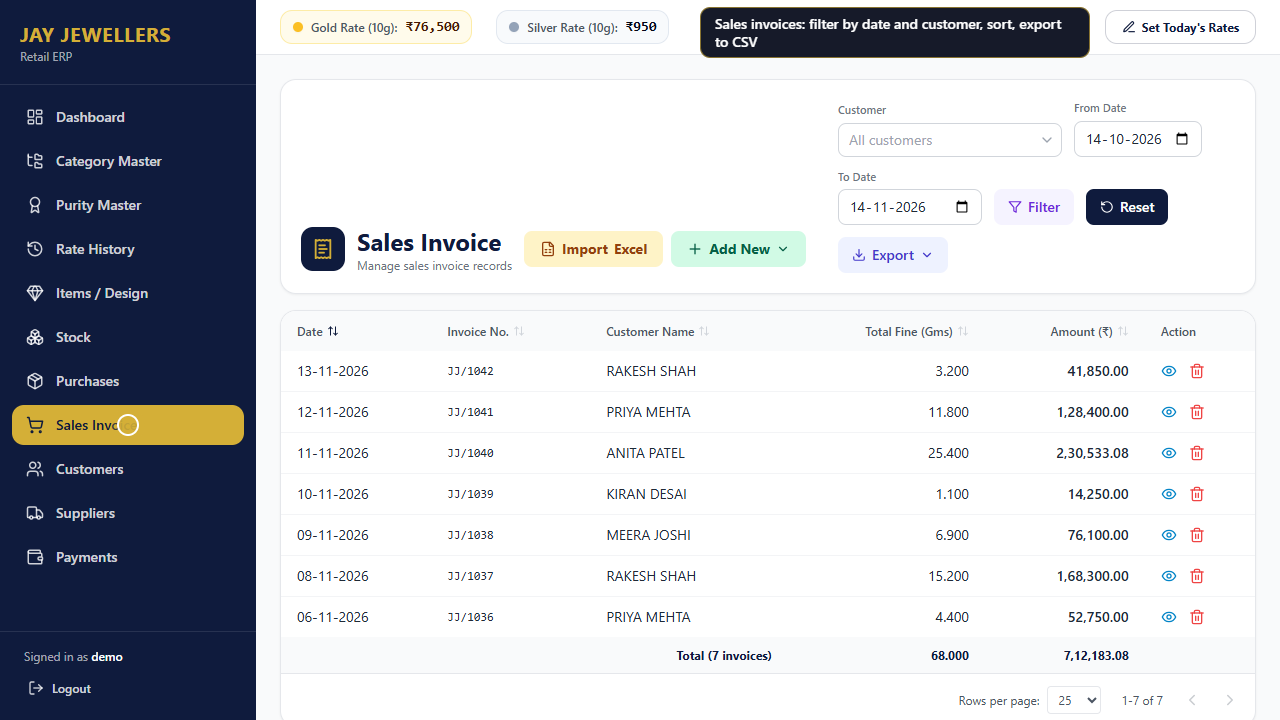 JAY JEWELLERS
Retail ERP
Dashboard
Category Master
Purity Master
Rate History
Items / Design
Stock
Purchases
Sales Invo
Customers
Suppliers
Payments
Signed in as demo
Logout
Gold Rate (10g): ₹76,500
Silver Rate (10g): ₹950
Sales invoices: filter by date and customer, sort, export
to CSV
Set Today's Rates
Sales Invoice
Manage sales invoice records
Import Excel
Add New
Customer
All customers
From Date
14-10-2026
To Date
14-11-2026
Filter
Reset
Export
Date Invoice No. Customer Name Total Fine (Gms) Amount (₹) Action
13-11-2026 JJ/1042 RAKESH SHAH 3.200 41,850.00
12-11-2026 JJ/1041 PRIYA MEHTA 11.800 1,28,400.00
11-11-2026 JJ/1040 ANITA PATEL 25.400 2,30,533.08
10-11-2026 JJ/1039 KIRAN DESAI 1.100 14,250.00
09-11-2026 JJ/1038 MEERA JOSHI 6.900 76,100.00
08-11-2026 JJ/1037 RAKESH SHAH 15.200 1,68,300.00
06-11-2026 JJ/1036 PRIYA MEHTA 4.400 52,750.00
Total (7 invoices) 68.000 7,12,183.08
Rows per page: 25 1-7 of 7